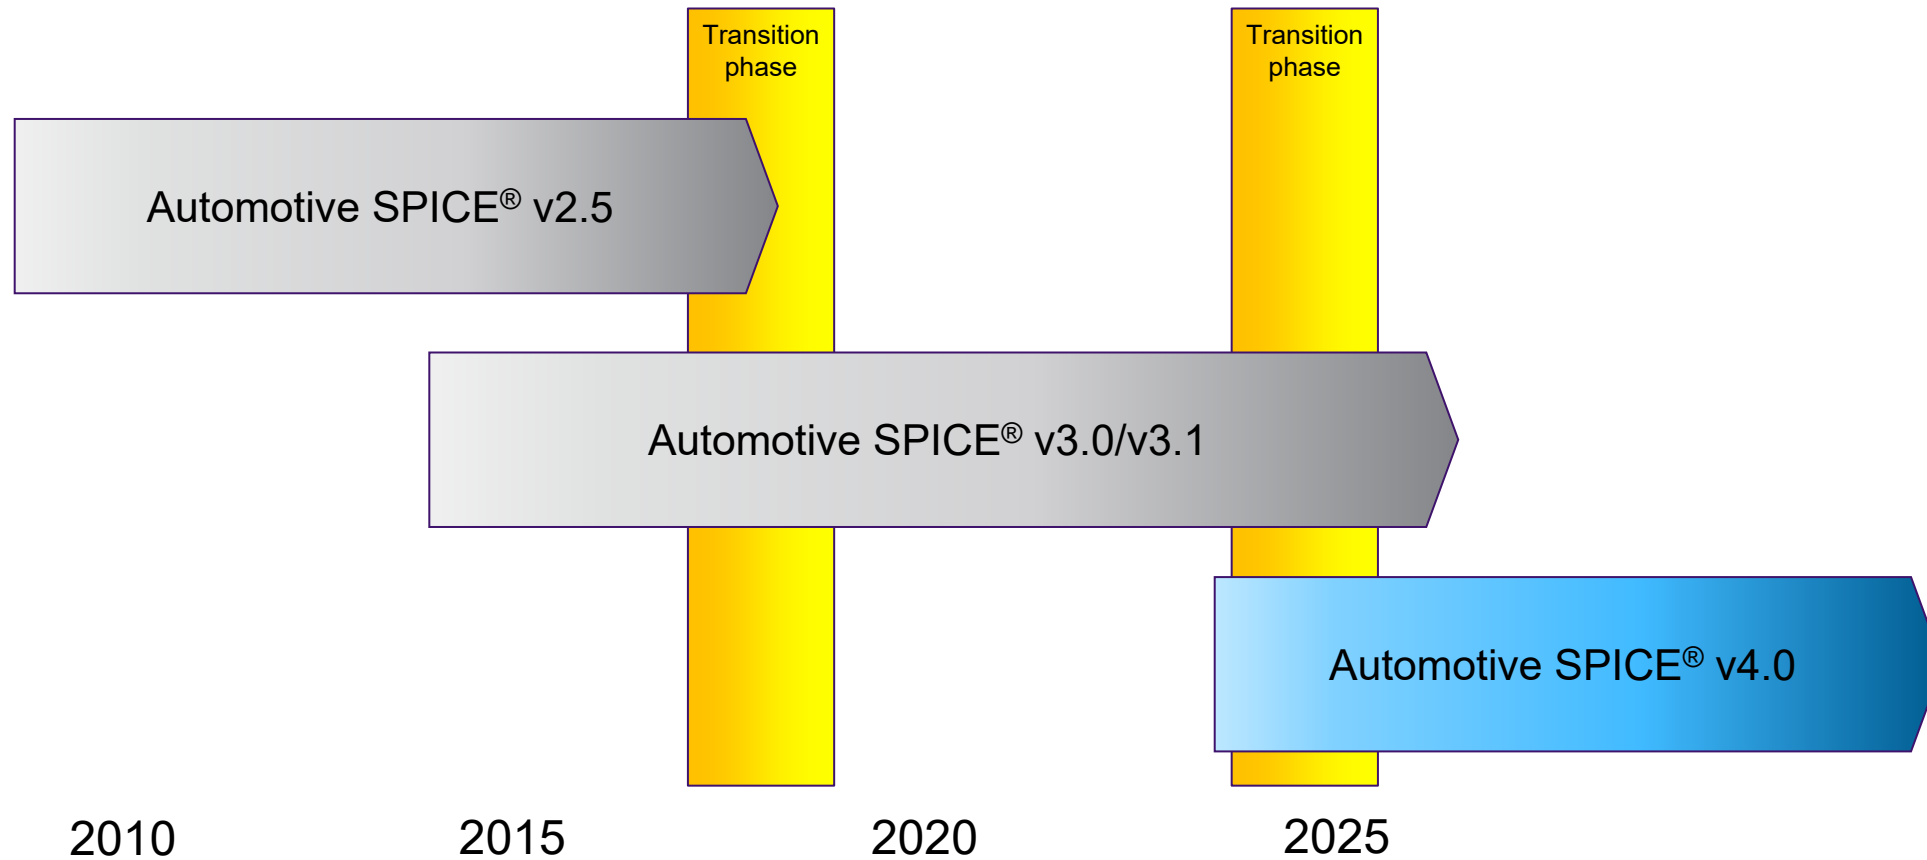 Transition
phase
Transition
phase
Automotive SPICE® v2.5
Automotive SPICE® v3.0/v3.1
Automotive SPICE® v4.0
2010
2015
2020
2025